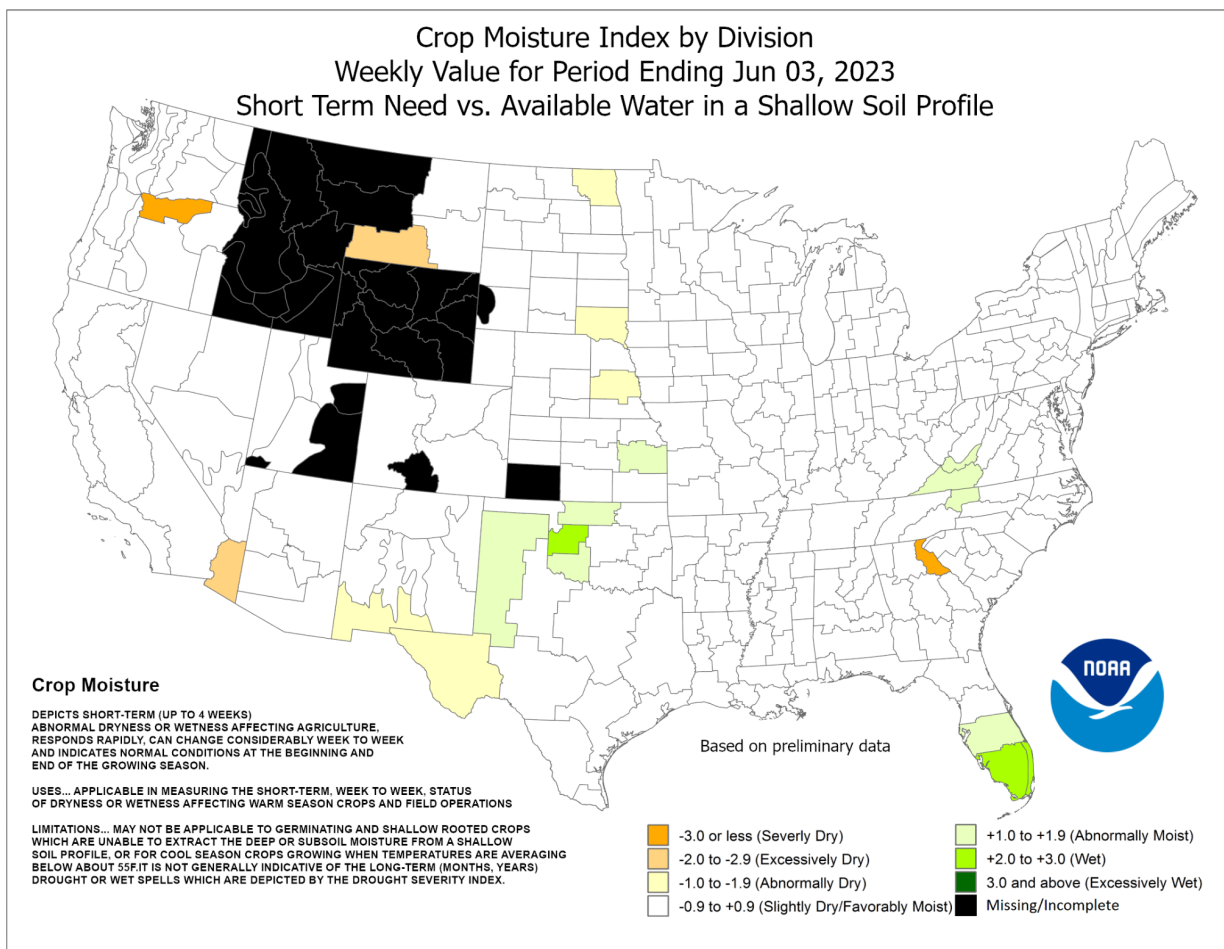 Crop Moisture Index by Division
Weekly Value for Period Ending Jun 03, 2023
Short Term Need vs. Available Water in a Shallow Soil Profile
NOAA
Crop Moisture
DEPICTS SHORT-TERM (UP TO 4 WEEKS)
ABNORMAL DRYNESS OR WETNESS AFFECTING AGRICULTURE,
RESPONDS RAPIDLY, CAN CHANGE CONSIDERABLY WEEK TO WEEK
AND INDICATES NORMAL CONDITIONS AT THE BEGINNING AND
END OF THE GROWING SEASON.
USES... APPLICABLE IN MEASURING THE SHORT-TERM, WEEK TO WEEK, STATUS
OF DRYNESS OR WETNESS AFFECTING WARM SEASON CROPS AND FIELD OPERATIONS
LIMITATIONS... MAY NOT BE APPLICABLE TO GERMINATING AND SHALLOW ROOTED CROPS
WHICH ARE UNABLE TO EXTRACT THE DEEP OR SUBSOIL MOISTURE FROM A SHALLOW
SOIL PROFILE, OR FOR COOL SEASON CROPS GROWING WHEN TEMPERATURES ARE AVERAGING
BELOW ABOUT 55F.IT IS NOT GENERALLY INDICATIVE OF THE LONG-TERM (MONTHS, YEARS)
DROUGHT OR WET SPELLS WHICH ARE DEPICTED BY THE DROUGHT SEVERITY INDEX.
Based on preliminary data
-3.0 or less (Severly Dry)
-2.0 to -2.9 (Excessively Dry)
-1.0 to -1.9 (Abnormally Dry)
-0.9 to +0.9 (Slightly Dry/Favorably Moist)
+1.0 to +1.9 (Abnormally Moist)
+2.0 to +3.0 (Wet)
3.0 and above (Excessively Wet)
Missing/Incomplete